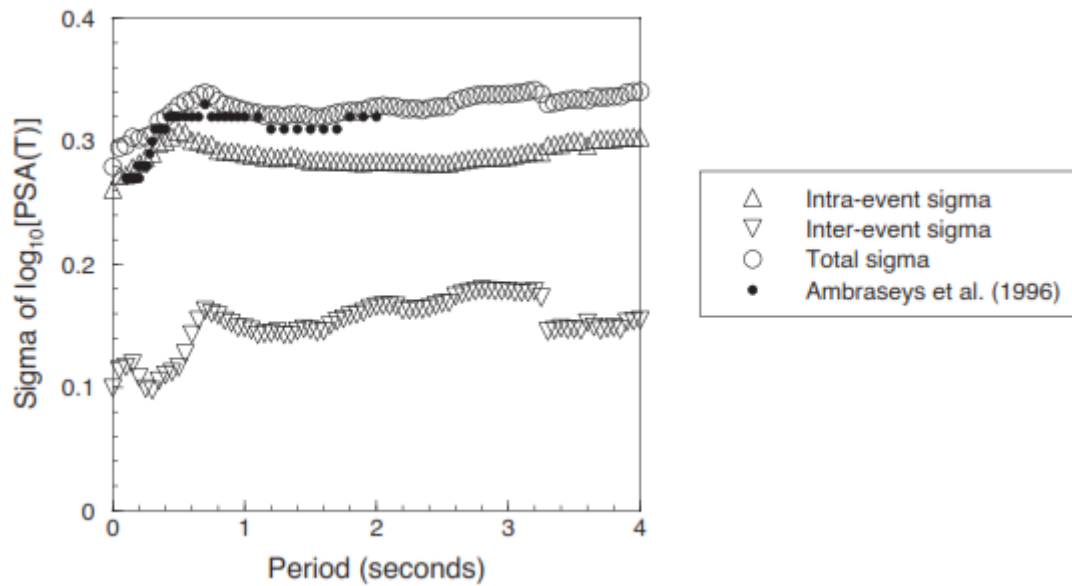 0.4
0.3
0.2
0.1
0
Sigma of log₁₀[PSA(T)]
0 1 2 3 4
Period (seconds)
Intra-event sigma
Inter-event sigma
Total sigma
Ambraseys et al. (1996)